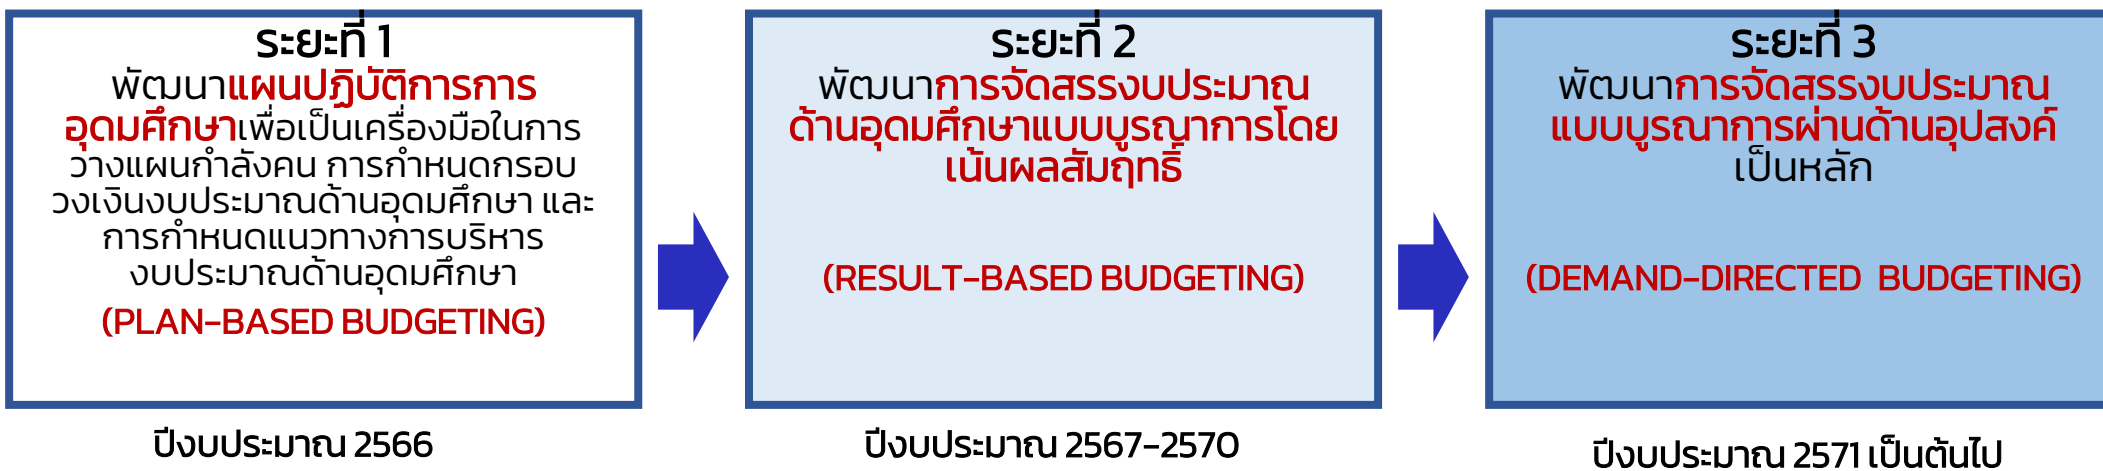 ระยะที่ 1
พัฒนาแผนปฏิบัติการการ
อุดมศึกษาเพื่อเป็นเครื่องมือในการ
วางแผนกำลังคน การกำหนดกรอบ
วงเงินงบประมาณด้านอุดมศึกษา และ
การกำหนดแนวทางการบริหาร
งบประมาณด้านอุดมศึกษา
(PLAN-BASED BUDGETING)
ปีงบประมาณ 2566
ระยะที่ 2
พัฒนาการจัดสรรงบประมาณ
ด้านอุดมศึกษาแบบบูรณาการโดย
เน้นผลสัมฤทธิ์
(RESULT-BASED BUDGETING)
ปีงบประมาณ 2567-2570
ระยะที่ 3
พัฒนาการจัดสรรงบประมาณ
แบบบูรณาการผ่านด้านอุปสงค์
เป็นหลัก
(DEMAND-DIRECTED BUDGETING)
ปีงบประมาณ 2571 เป็นต้นไป